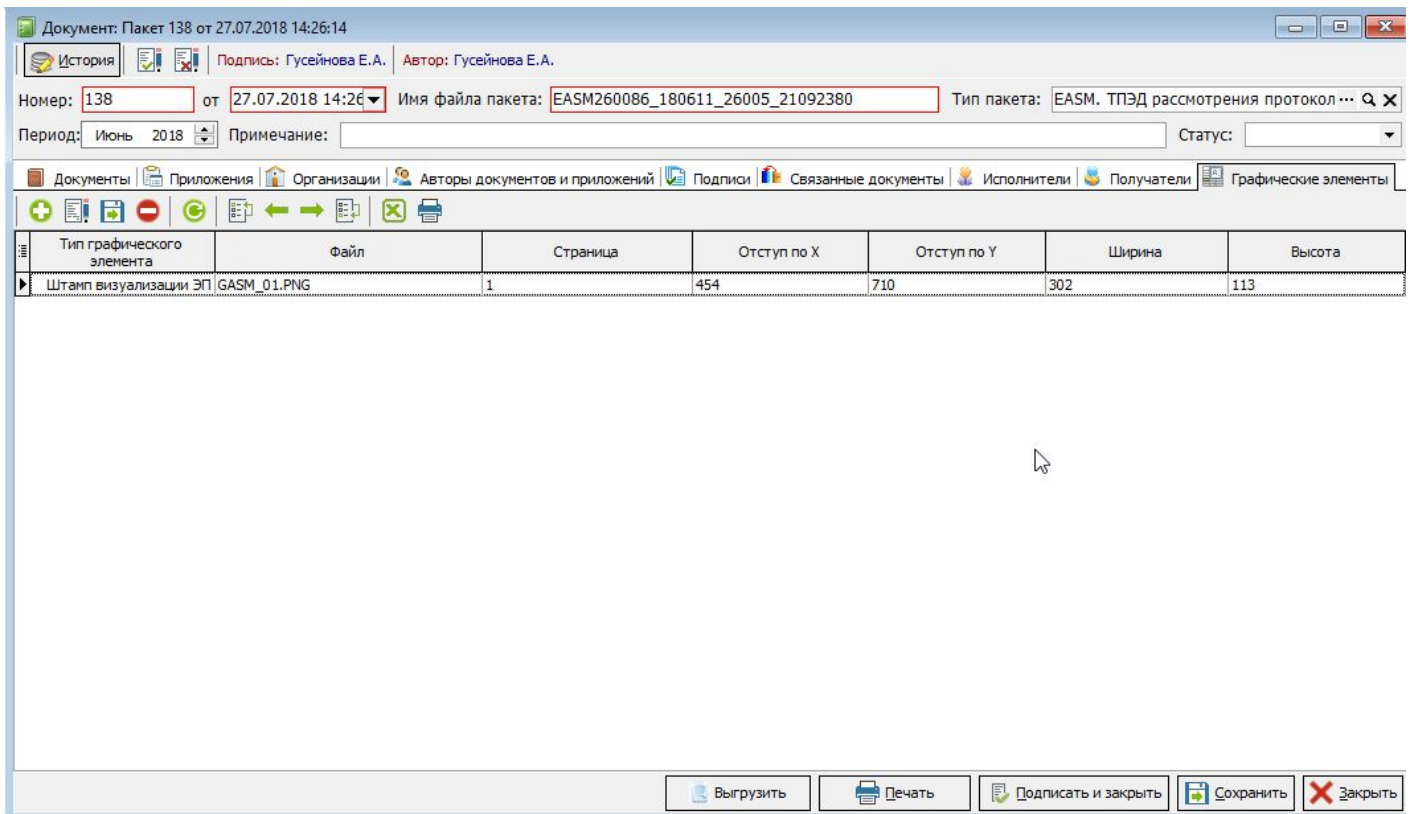 Документ: Пакет 138 от 27.07.2018 14:26:14
История Подпись: Гусейнова Е.А. Автор: Гусейнова Е.А.
Номер: 138 от 27.07.2018 14:26 Имя файла пакета: EASM260086_180611_26005_21092380 Тип пакета: EASM. ТПЭД рассмотрения протокол ...
Период: Июнь 2018 Примечание: Статус:
Документы Приложения Организации Авторы документов и приложений Подписи Связанные документы Исполнители Получатели Графические элементы
Тип графического элемента Файл Страница Отступ по X Отступ по Y Ширина Высота
Штамп визуализации ЭП GASM_01.PNG 1 454 710 302 113
Выгрузить Печать Подписать и закрыть Сохранить Закрыть